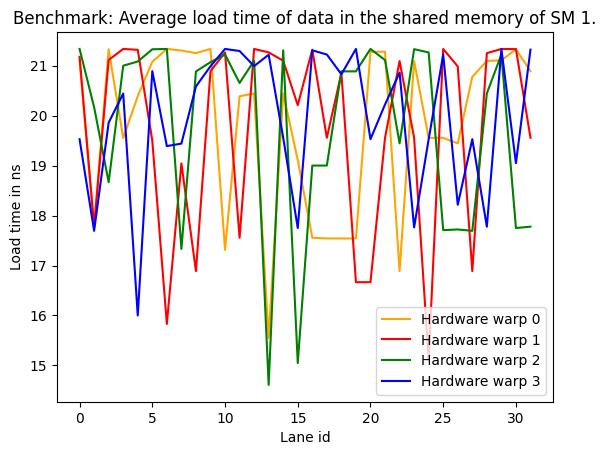 Benchmark: Average load time of data in the shared memory of SM 1.
Load time in ns
21
20
19
18
17
16
15
Hardware warp 0
Hardware warp 1
Hardware warp 2
Hardware warp 3
0 5 10 15 20 25 30
Lane id